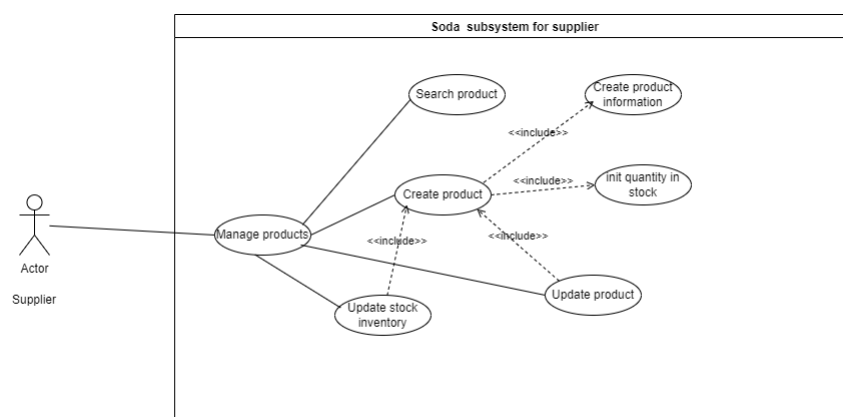 Soda subsystem for supplier
Search product
Create product
information
<<include>>
<<include>>
init quantity in
stock
Create product
Manage products
<<include>>
<<include>>
Actor
Supplier
Update stock
inventory
Update product